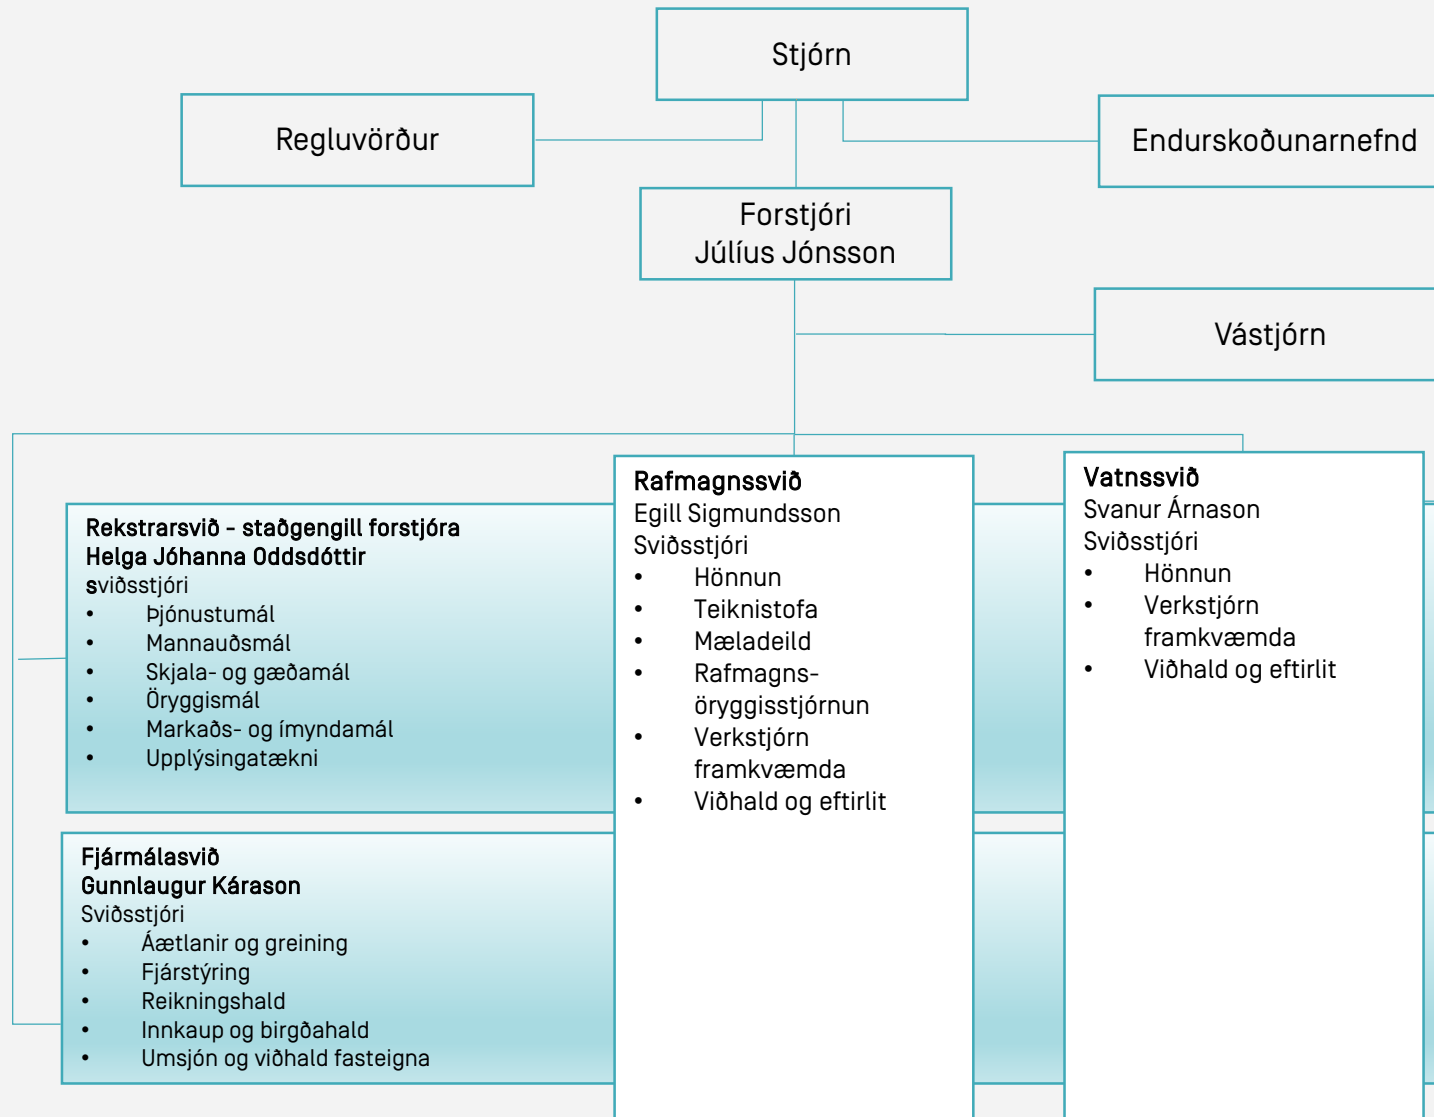 Stjórn
Regluvörður
Endurskoðunarnefnd
Forstjóri
Júlíus Jónsson
Vástjórn
Rekstrarsvið - staðgengill forstjóra
Helga Jóhanna Oddsdóttir
sviðsstjóri
• Þjónustumál
• Mannauðsmál
• Skjala- og gæðamál
• Öryggismál
• Markaðs- og ímyndamál
• Upplýsingatækni
Fjármálasvið
Gunnlaugur Kárason
Sviðsstjóri
• Áætlanir og greining
• Fjárstýring
• Reikningshald
• Innkaup og birgðahald
• Umsjón og viðhald fasteigna
Rafmagnssvið
Egill Sigmundsson
Sviðsstjóri
• Hönnun
• Teiknistofa
• Mæladeild
• Rafmagns-
öryggisstjórnun
• Verkstjórn
framkvæmda
• Viðhald og eftirlit
Vatnssvið
Svanur Árnason
Sviðsstjóri
• Hönnun
• Verkstjórn
framkvæmda
• Viðhald og eftirlit